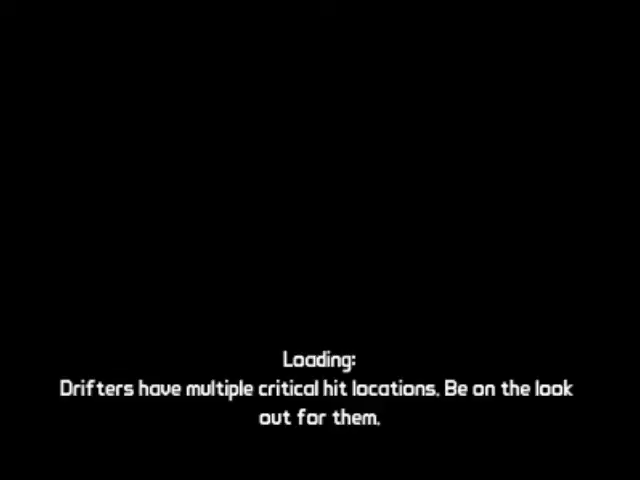 Loading:
Drifters have multiple critical hit locations. Be on the look
out for them.